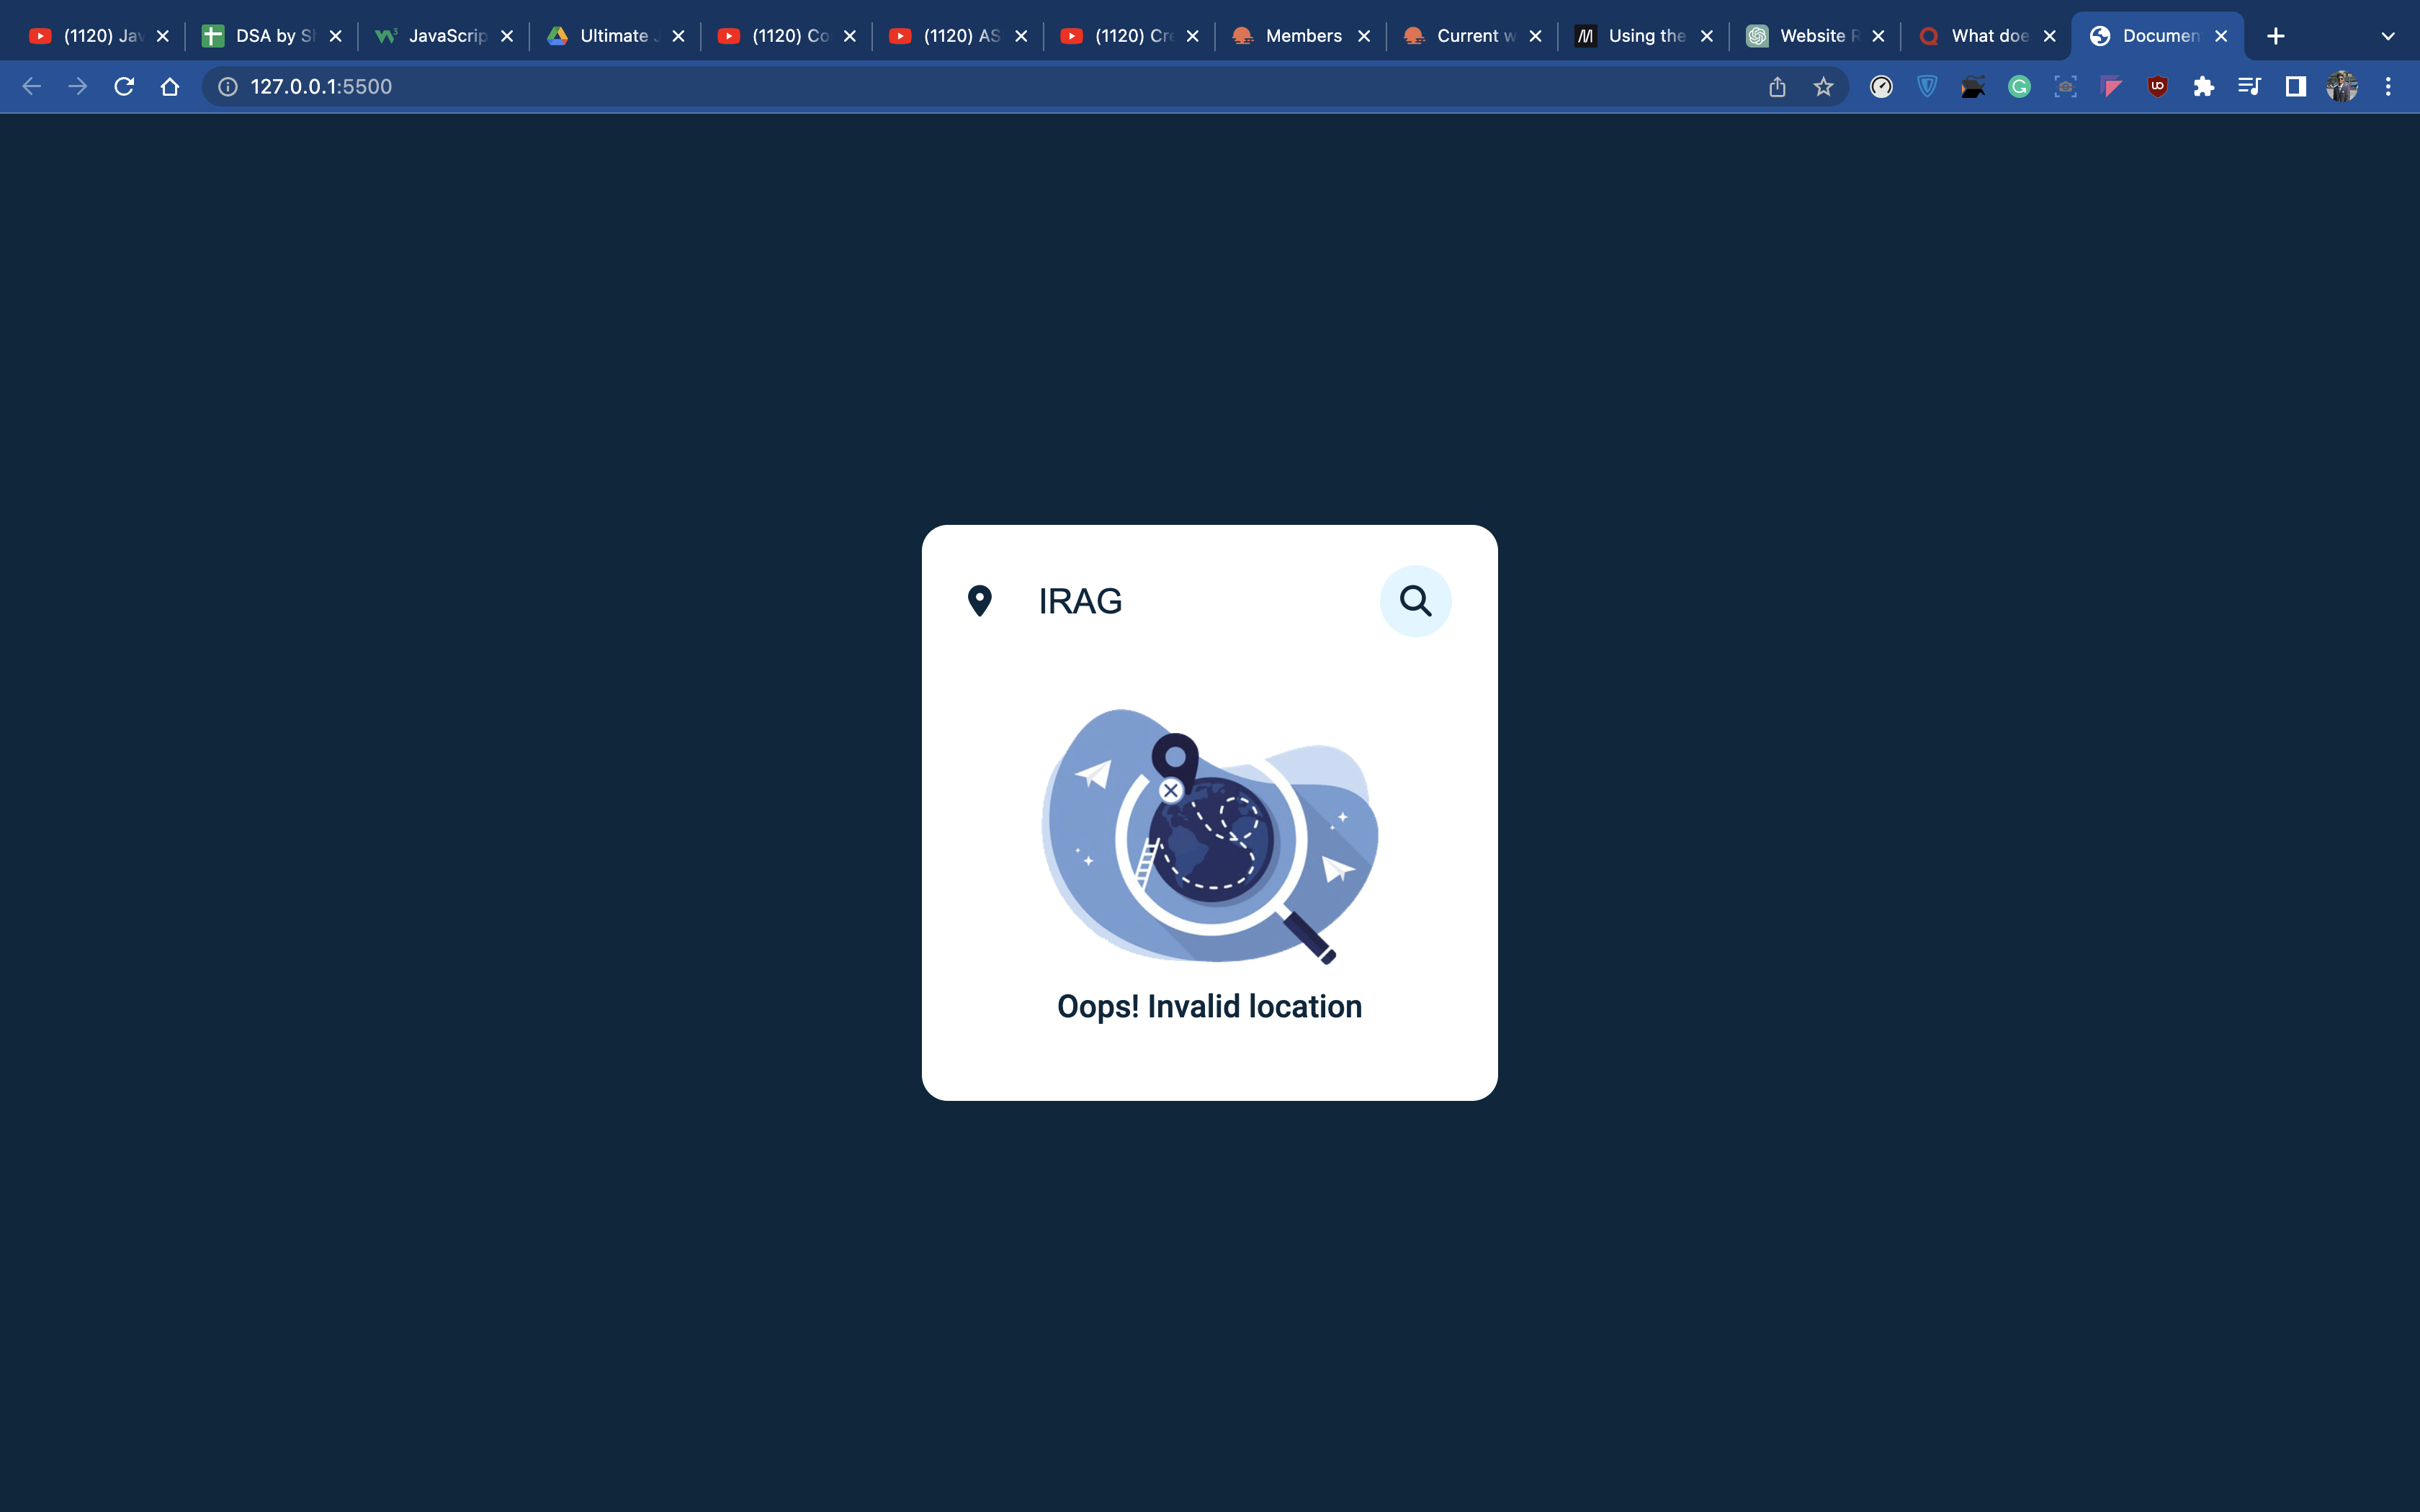 (1120) Jav
DSA by S
JavaScrip
Ultimate
(1120) Co
(1120) AS
(1120) Cre
Members
Current w
Using the
Website R
What doe
Documen
127.0.0.1:5500
IRAG
Oops! Invalid location